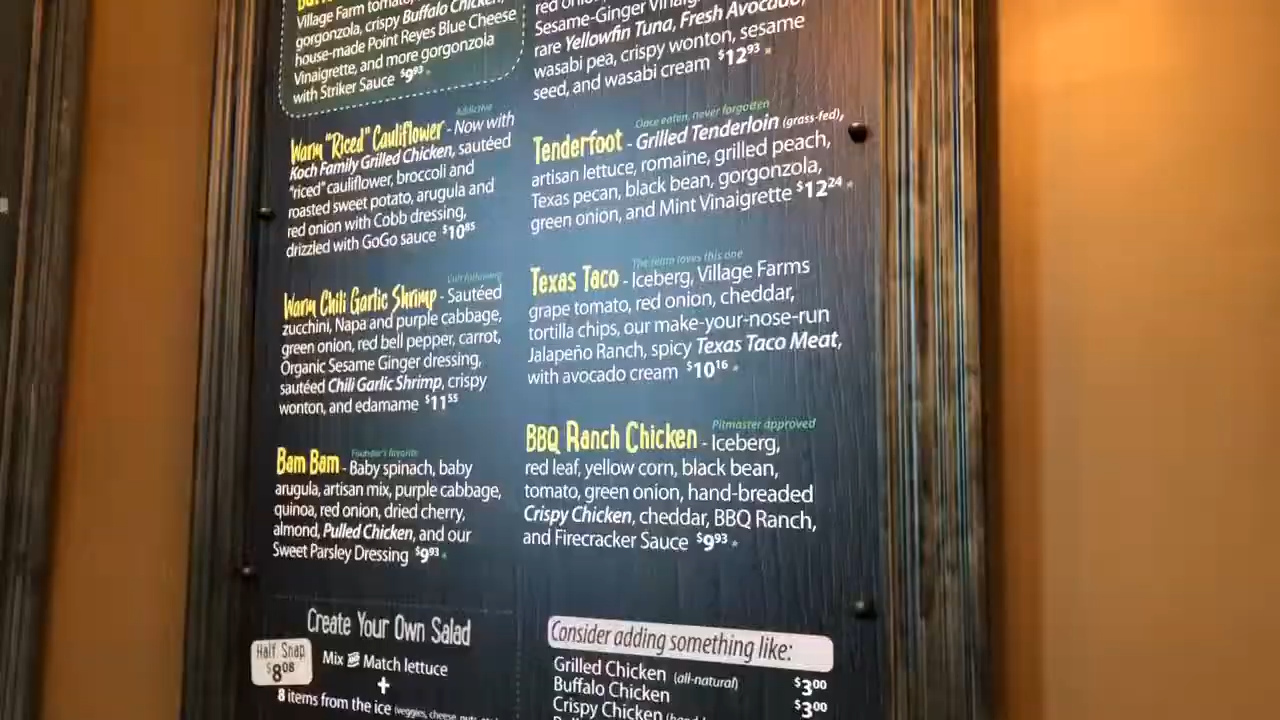 Village Farm tomato,
gorgonzola, crispy Buffalo Chicken,
house-made Point Reyes Blue Cheese
Vinaigrette, and more gorgonzola
with Striker Sauce $9.93
Addictive
Warm "Riced" Cauliflower - Now with
Koch Family Grilled Chicken, sautéed
"riced" cauliflower, broccoli and
roasted sweet potato, arugula and
red onion with Cobb dressing,
drizzled with GoGo sauce $10.85
Cult following
Warm Chili Garlic Shrimp - Sautéed
zucchini, Napa and purple cabbage,
green onion, red bell pepper, carrot,
Organic Sesame Ginger dressing,
sautéed Chili Garlic Shrimp, crispy
wonton, and edamame $11.55
Founder's favorite
Bam Bam - Baby spinach, baby
arugula, artisan mix, purple cabbage,
quinoa, red onion, dried cherry,
almond, Pulled Chicken, and our
Sweet Parsley Dressing $9.93
red onion,
Sesame-Ginger
rare Yellowfin Tuna, Fresh Avocado,
wasabi pea, crispy wonton, sesame
seed, and wasabi cream $12.93
Once eaten, never forgotten
Tenderfoot - Grilled Tenderloin (grass-fed),
artisan lettuce, romaine, grilled peach,
Texas pecan, black bean, gorgonzola,
green onion, and Mint Vinaigrette $12.24
The team loves this one
Texas Taco - Iceberg, Village Farms
grape tomato, red onion, cheddar,
tortilla chips, our make-your-nose-run
Jalapeño Ranch, spicy Texas Taco Meat,
with avocado cream $10.16
Pitmaster approved
BBQ Ranch Chicken - Iceberg,
red leaf, yellow corn, black bean,
tomato, green onion, hand-breaded
Crispy Chicken, cheddar, BBQ Ranch,
and Firecracker Sauce $9.93
Create Your Own Salad
Half Snap
$8.08
Mix & Match lettuce
+
8 items from the ice (veggies, cheese,
Consider adding something like:
Grilled Chicken (all-natural) $3.00
Buffalo Chicken $3.00
Crispy Chicken